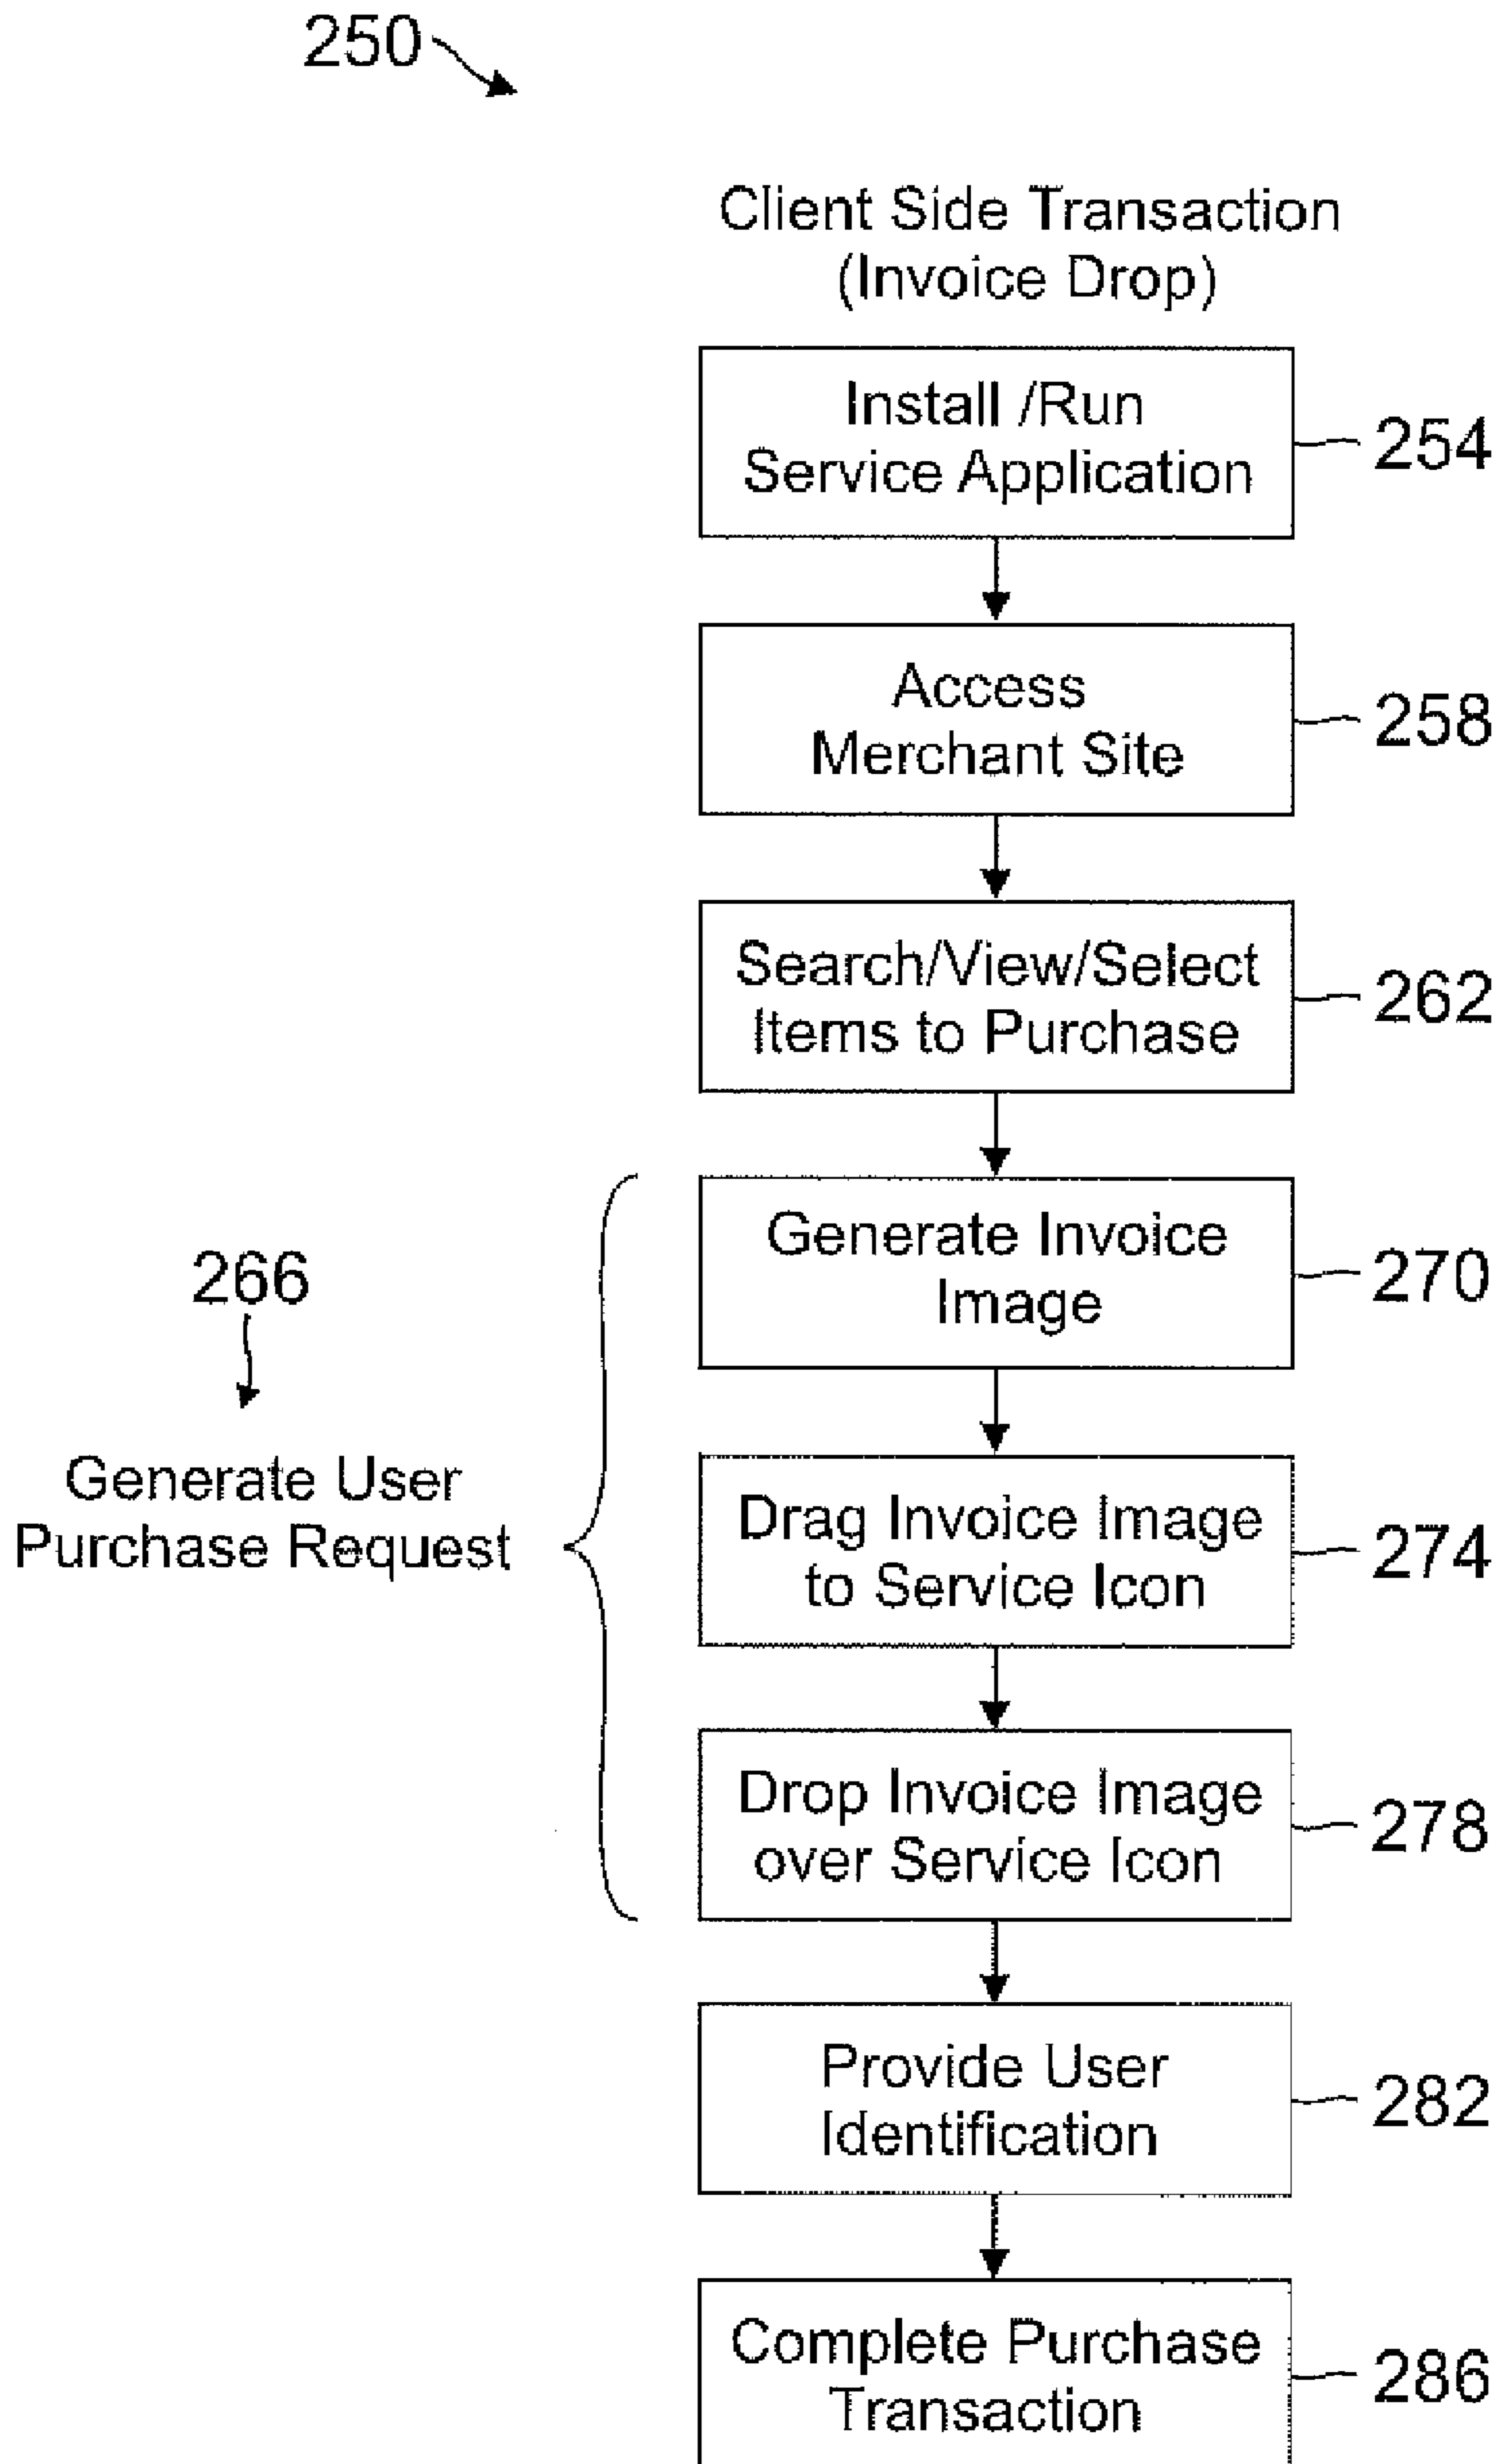 250
Client Side Transaction
(Invoice Drop)
Install /Run
Service Application
254
Access
Merchant Site
258
Search/View/Select
Items to Purchase
262
266
Generate User
Purchase Request
Generate Invoice
Image
270
Drag Invoice Image
to Service Icon
274
Drop Invoice Image
over Service Icon
278
Provide User
Identification
282
Complete Purchase
Transaction
286